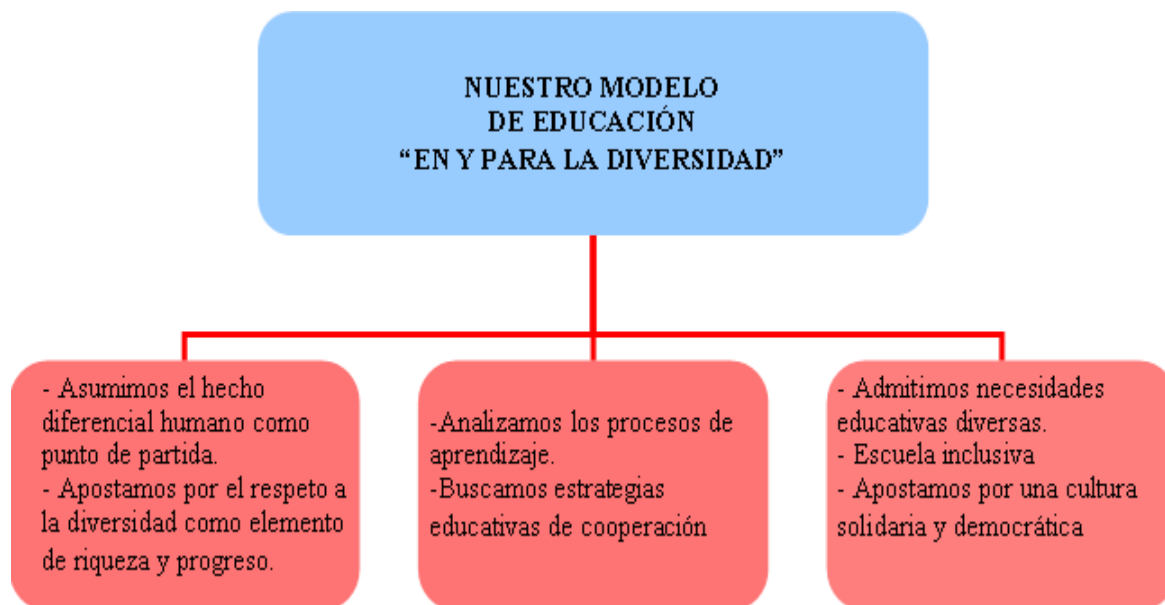 NUESTRO MODELO
DE EDUCACIÓN
“EN Y PARA LA DIVERSIDAD”
- Asumimos el hecho
diferencial humano como
punto de partida.
- Apostamos por el respeto a
la diversidad como elemento
de riqueza y progreso.
-Analizamos los procesos de
aprendizaje.
-Buscamos estrategias
educativas de cooperación
- Admitimos necesidades
educativas diversas.
- Escuela inclusiva
- Apostamos por una cultura
solidaria y democrática